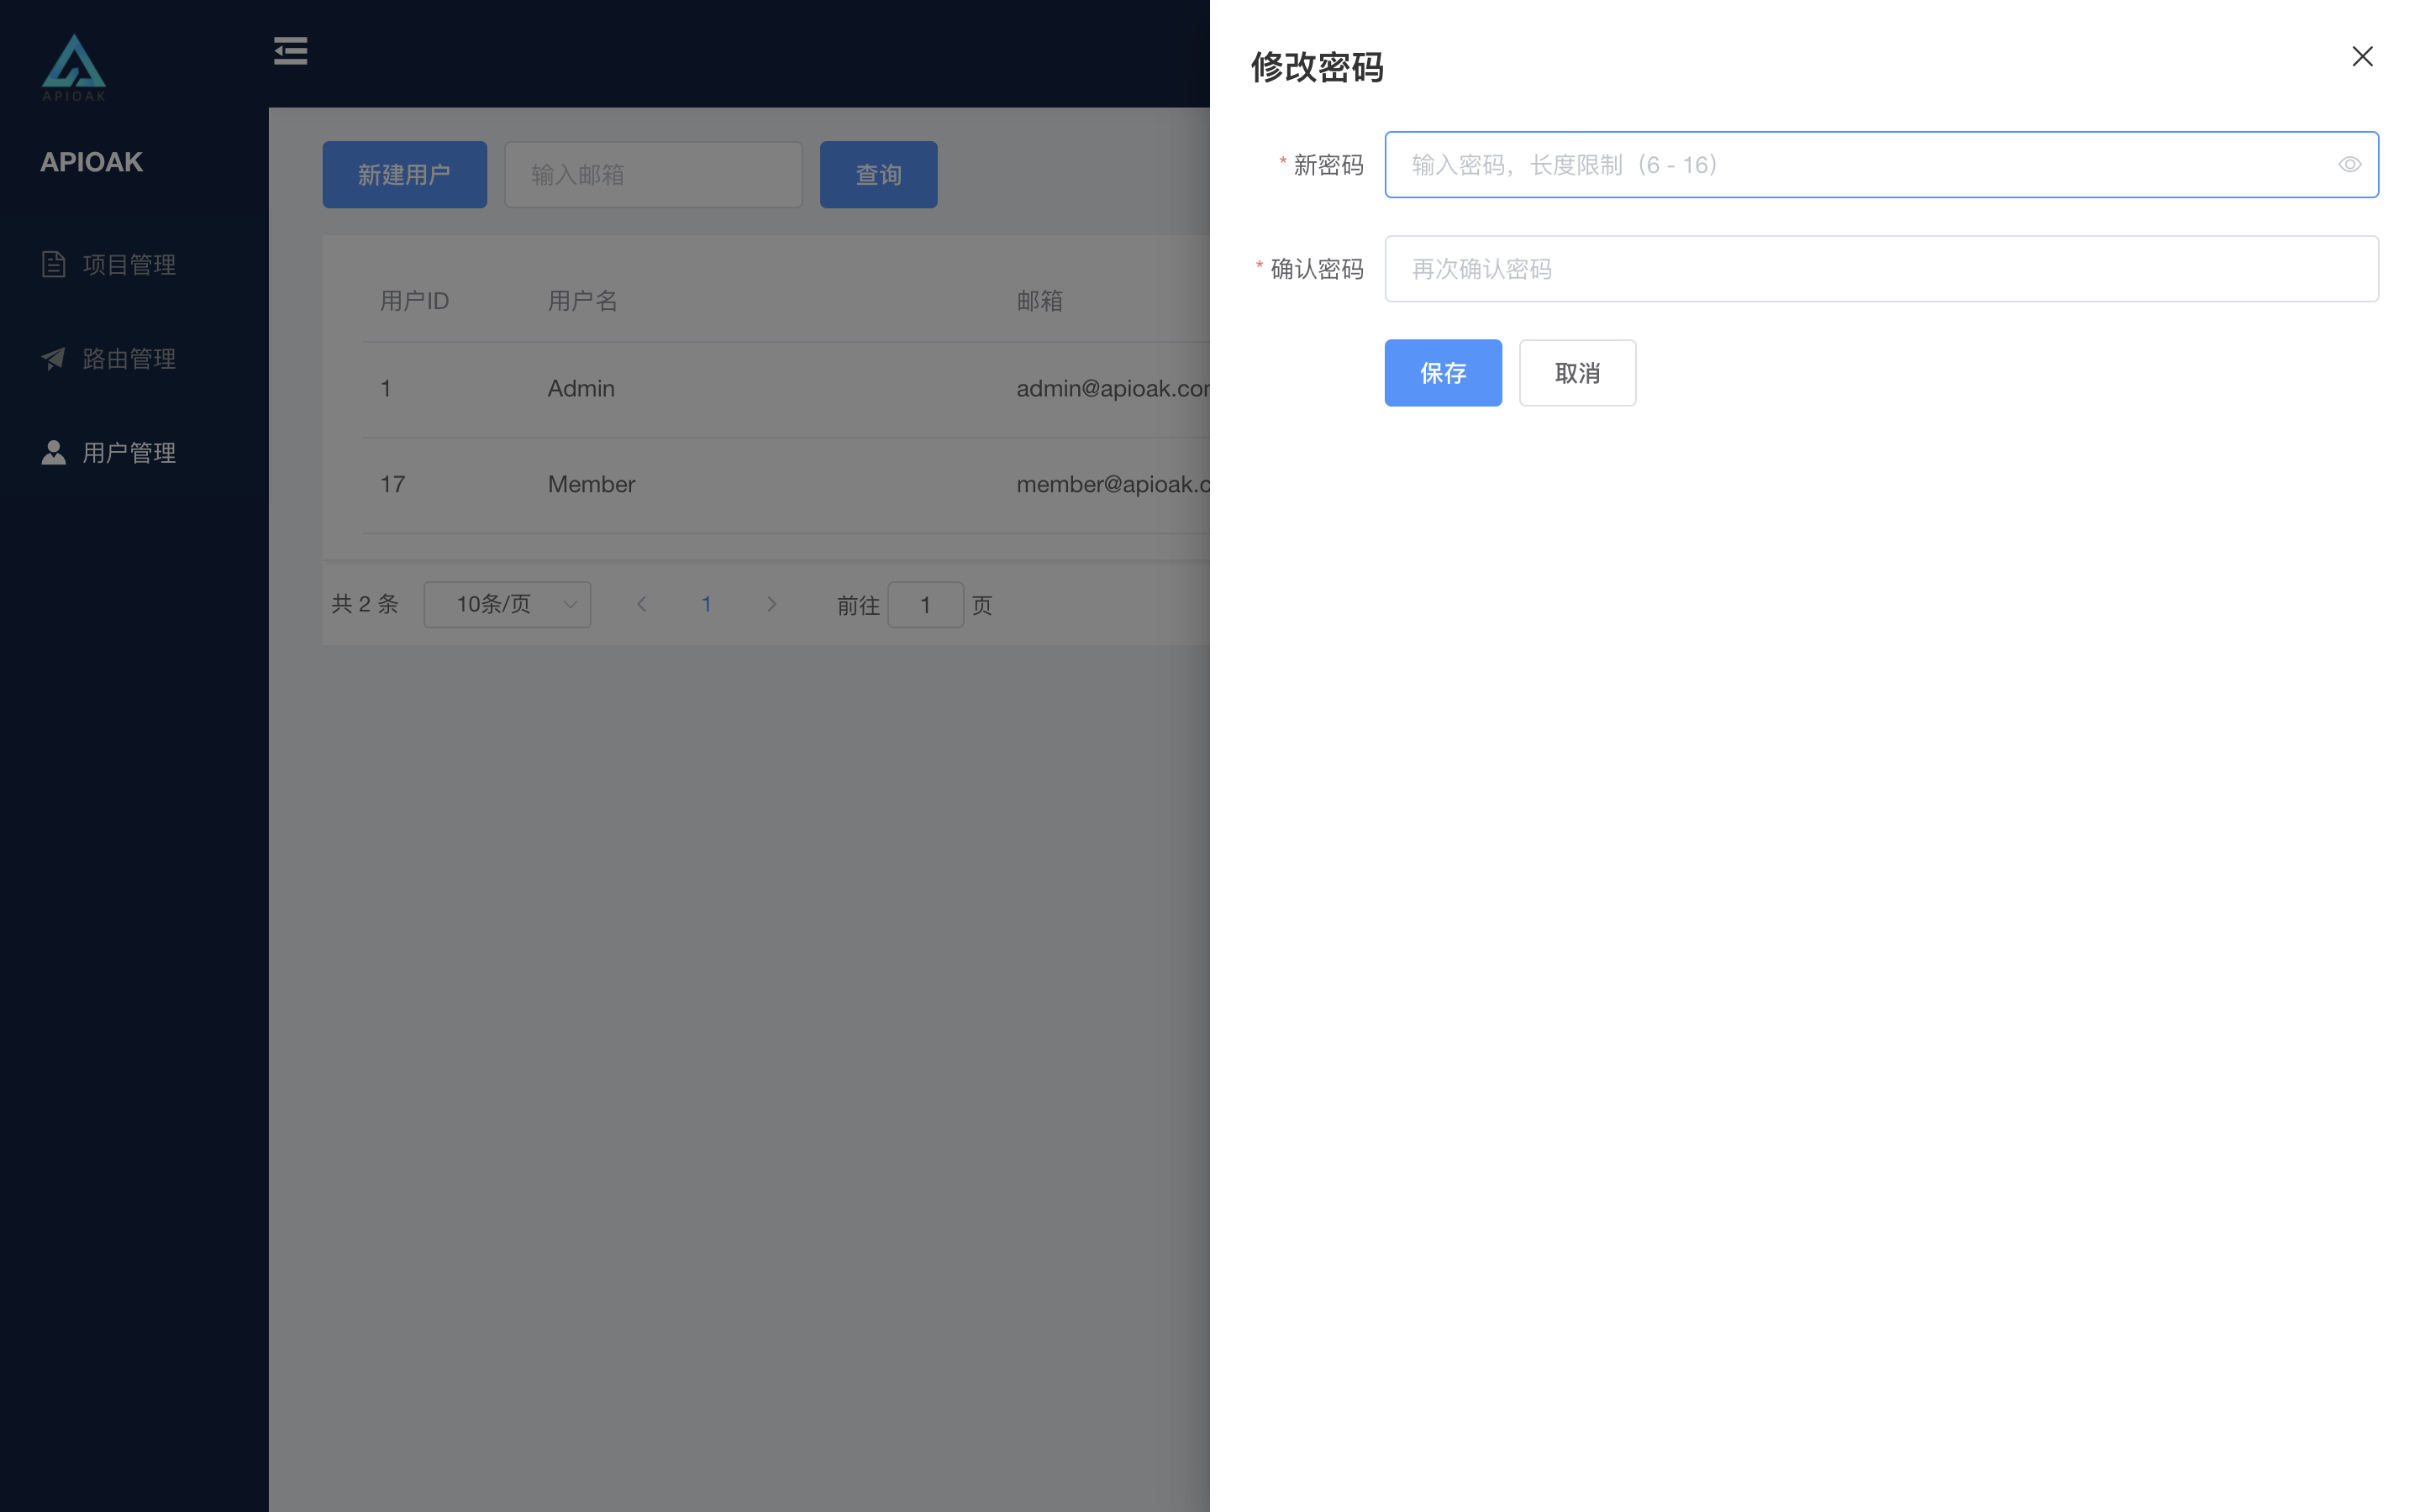 APIOAK
APIOAK
项目管理
路由管理
用户管理
新建用户
输入邮箱
查询
用户ID 用户名 邮箱
1 Admin admin@apioak.cor
17 Member member@apioak.c
共 2 条 10条/页 1 前往 1 页
修改密码
* 新密码 输入密码，长度限制（6 - 16）
* 确认密码 再次确认密码
保存 取消